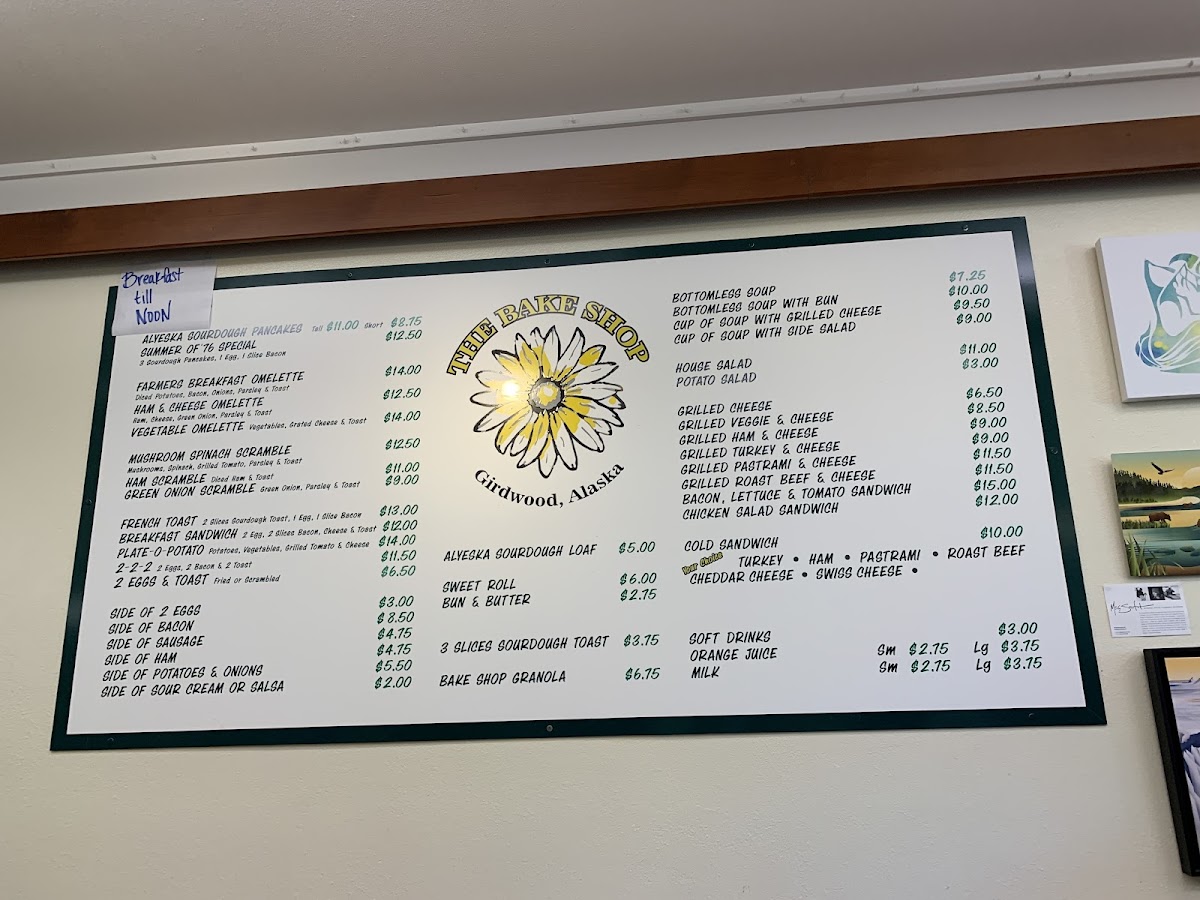 Breakfast
till
NOON
ALYESKA SOURDOUGH PANCAKES Tall $11.00 Short $8.75
SUMMER OF '76 SPECIAL $12.50
3 Sourdough Pancakes, 1 Egg, 1 Slice Bacon
FARMERS BREAKFAST OMELETTE $14.00
Diced Potatoes, Bacon, Onions, Parsley & Toast
HAM & CHEESE OMELETTE $12.50
Ham, Cheese, Green Onion, Parsley & Toast
VEGETABLE OMELETTE Vegetables, Grated Cheese & Toast $14.00
MUSHROOM SPINACH SCRAMBLE $12.50
Mushrooms, Spinach, Grilled Tomato, Parsley & Toast
HAM SCRAMBLE Diced Ham & Toast $11.00
GREEN ONION SCRAMBLE Green Onion, Parsley & Toast $9.00
FRENCH TOAST 2 Slices Sourdough Toast, 1 Egg, 1 Slice Bacon $13.00
BREAKFAST SANDWICH 2 Egg, 2 Slices Bacon, Cheese & Toast $12.00
PLATE-O-POTATO Potatoes, Vegetables, Grilled Tomato & Cheese $14.00
2-2-2 2 Eggs, 2 Bacon & 2 Toast $11.50
2 EGGS & TOAST Fried or Scrambled $6.50
SIDE OF 2 EGGS $3.00
SIDE OF BACON $8.50
SIDE OF SAUSAGE $4.75
SIDE OF HAM $4.75
SIDE OF POTATOES & ONIONS $5.50
SIDE OF SOUR CREAM OR SALSA $2.00
THE BAKE SHOP
Girdwood, Alaska
ALYESKA SOURDOUGH LOAF $5.00
SWEET ROLL $6.00
BUN & BUTTER $2.75
3 SLICES SOURDOUGH TOAST $3.75
BAKE SHOP GRANOLA $6.75
BOTTOMLESS SOUP $7.25
BOTTOMLESS SOUP WITH BUN $10.00
CUP OF SOUP WITH GRILLED CHEESE $9.50
CUP OF SOUP WITH SIDE SALAD $9.00
HOUSE SALAD $11.00
POTATO SALAD $3.00
GRILLED CHEESE $6.50
GRILLED VEGGIE & CHEESE $8.50
GRILLED HAM & CHEESE $9.00
GRILLED TURKEY & CHEESE $9.00
GRILLED PASTRAMI & CHEESE $11.50
GRILLED ROAST BEEF & CHEESE $11.50
BACON, LETTUCE & TOMATO SANDWICH $15.00
CHICKEN SALAD SANDWICH $12.00
COLD SANDWICH $10.00
Your Choice TURKEY • HAM • PASTRAMI • ROAST BEEF
CHEDDAR CHEESE • SWISS CHEESE •
SOFT DRINKS $3.00
ORANGE JUICE Sm $2.75 Lg $3.75
MILK Sm $2.75 Lg $3.75